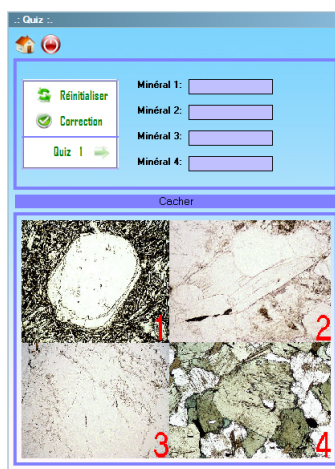 .: Quiz :.
Réinitialiser
Correction
Quiz 1
Minéral 1:
Minéral 2:
Minéral 3:
Minéral 4:
Cacher
1
2
3
4